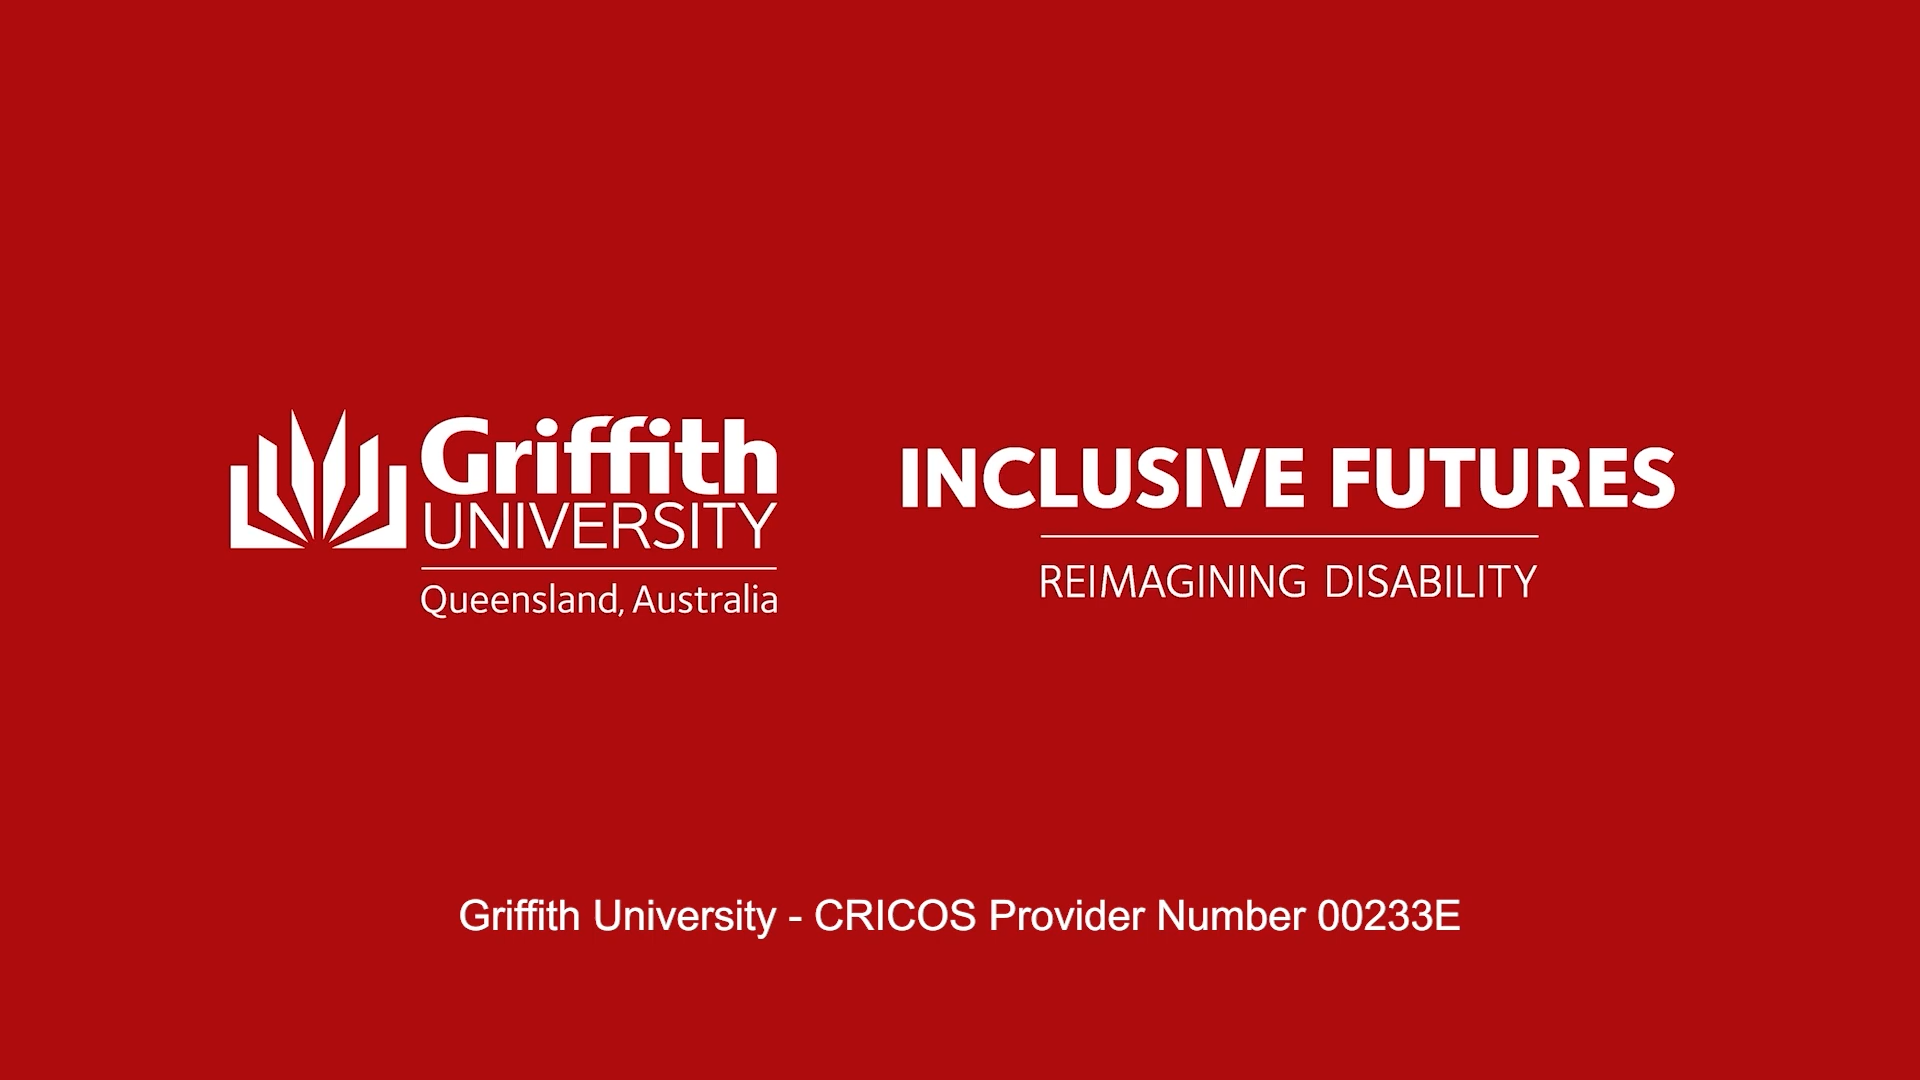 Griffith
UNIVERSITY
Queensland, Australia
INCLUSIVE FUTURES
REIMAGINING DISABILITY
Griffith University - CRICOS Provider Number 00233E